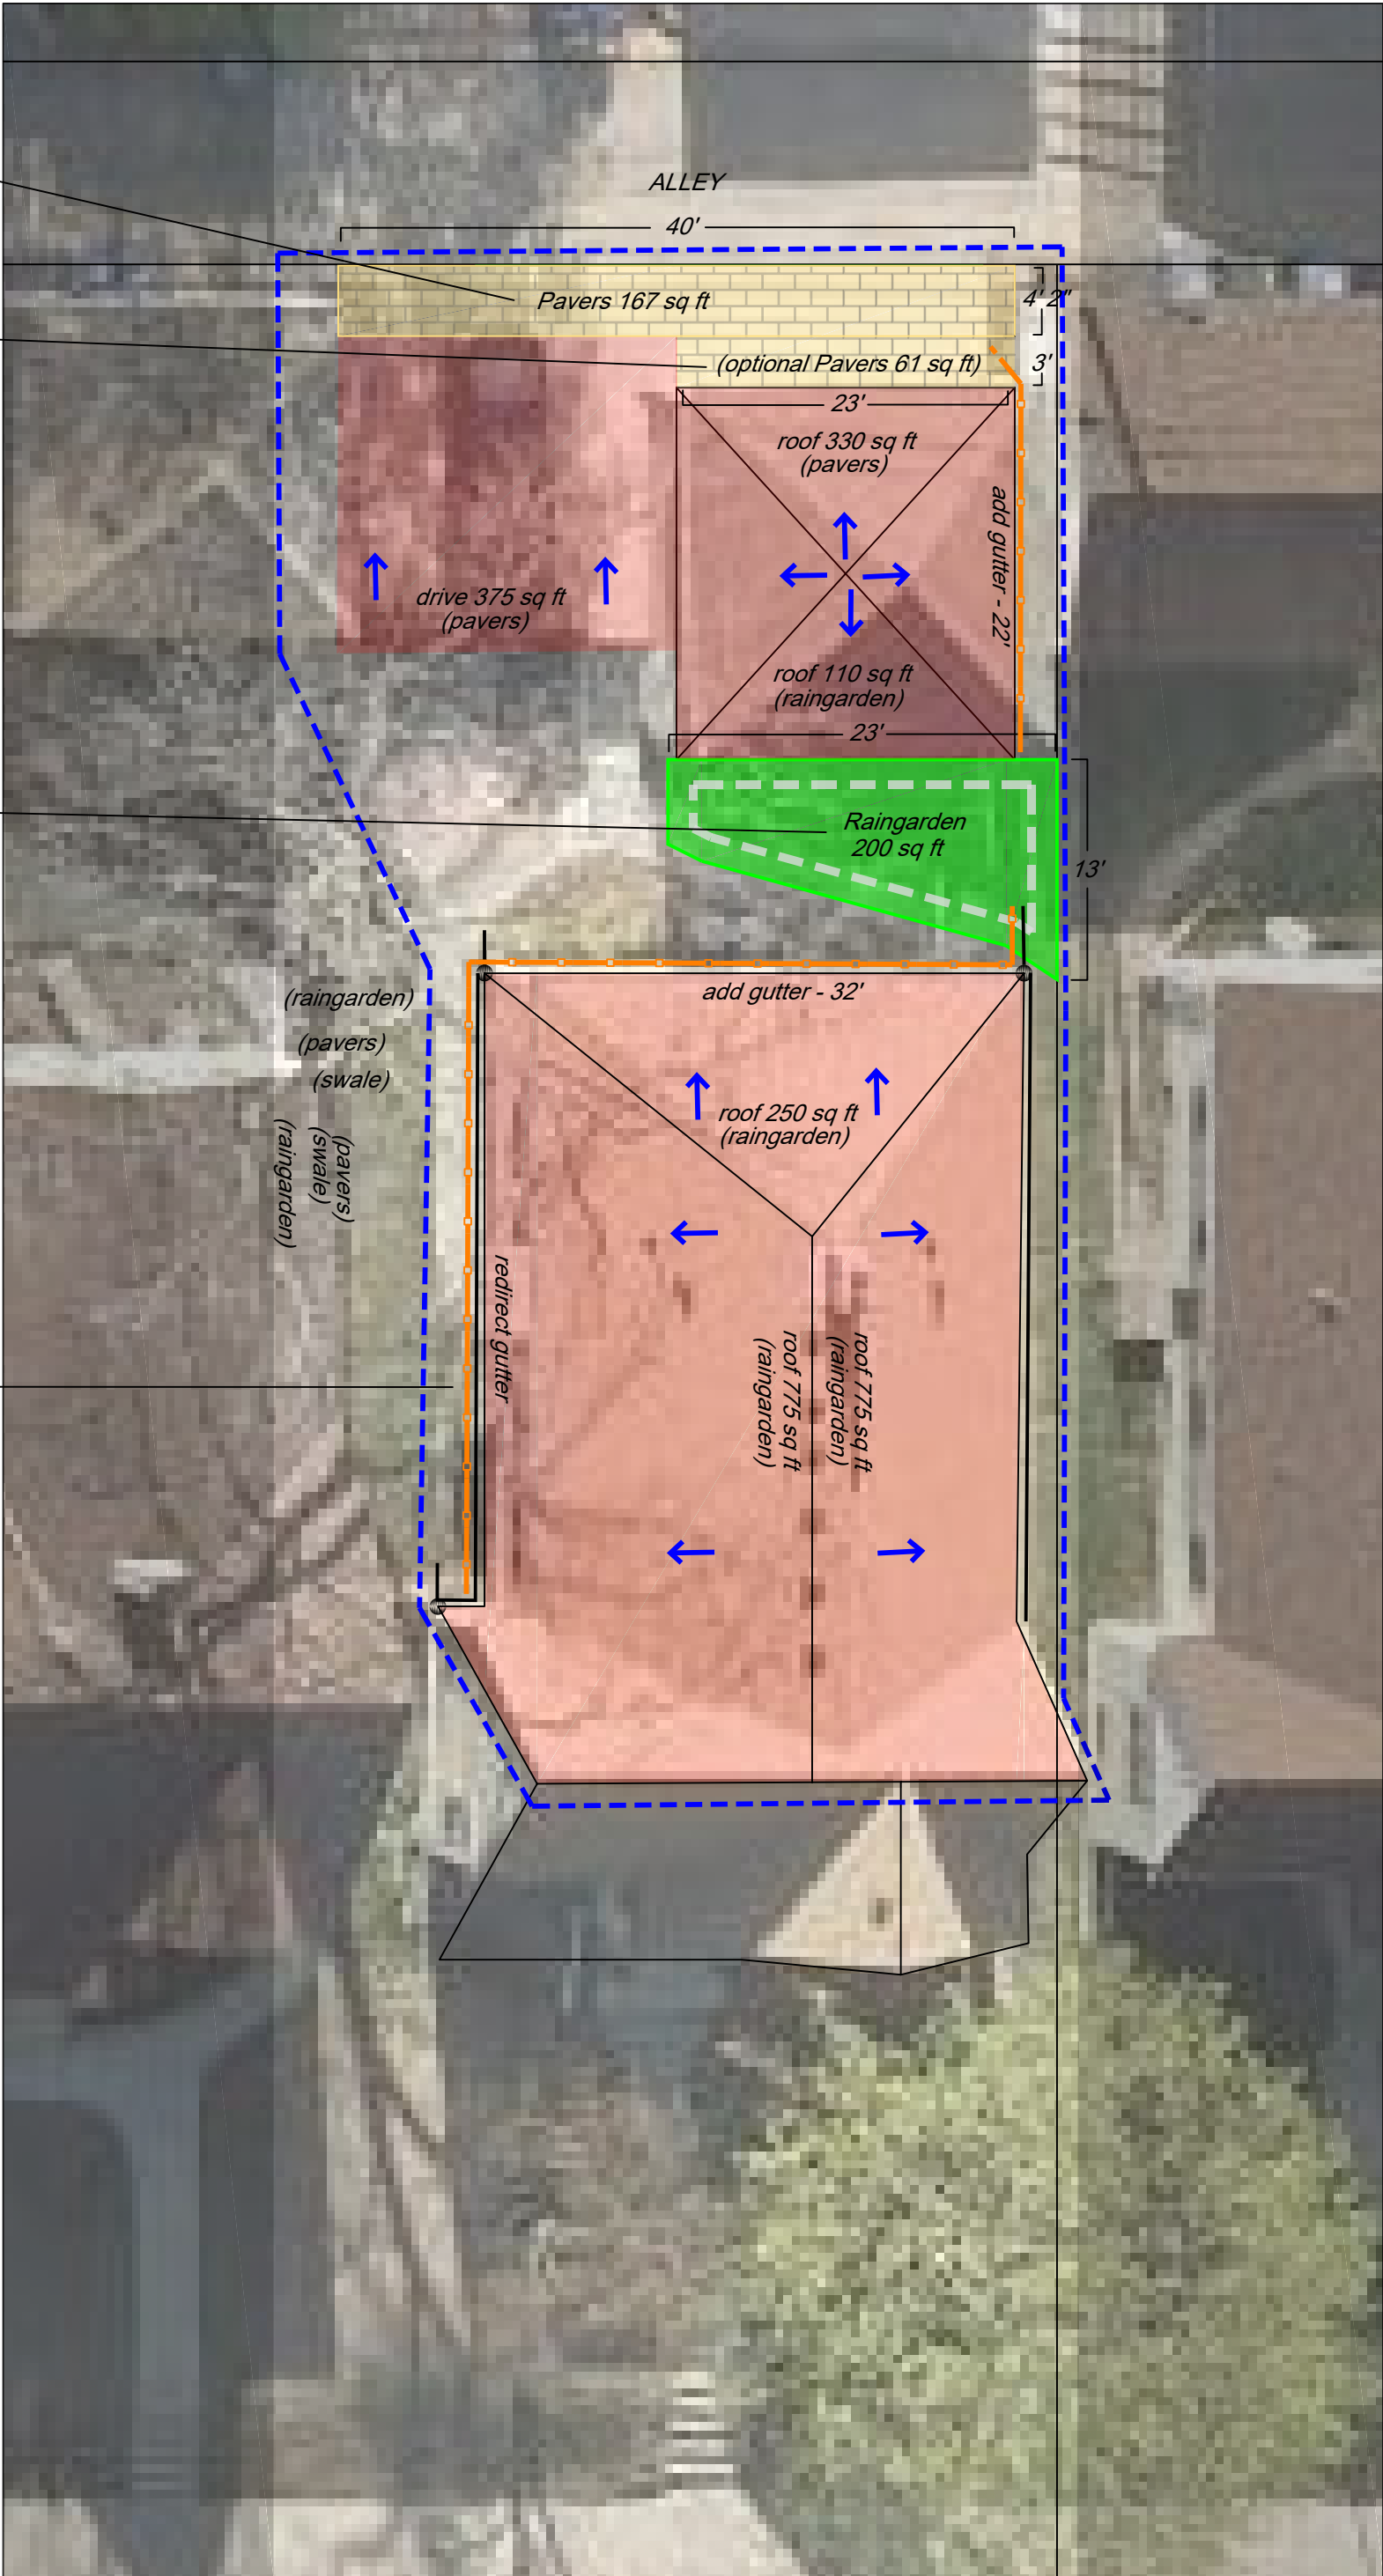 ALLEY
40'
Pavers 167 sq ft
4' 2"
(optional Pavers 61 sq ft)
3'
23'
roof 330 sq ft
(pavers)
add gutter - 22'
drive 375 sq ft
(pavers)
roof 110 sq ft
(raingarden)
23'
Raingarden
200 sq ft
13'
(raingarden)
(pavers)
(swale)
add gutter - 32'
(pavers)
(swale)
(raingarden)
roof 250 sq ft
(raingarden)
redirect gutter
roof 775 sq ft
(raingarden)
roof 775 sq ft
(raingarden)